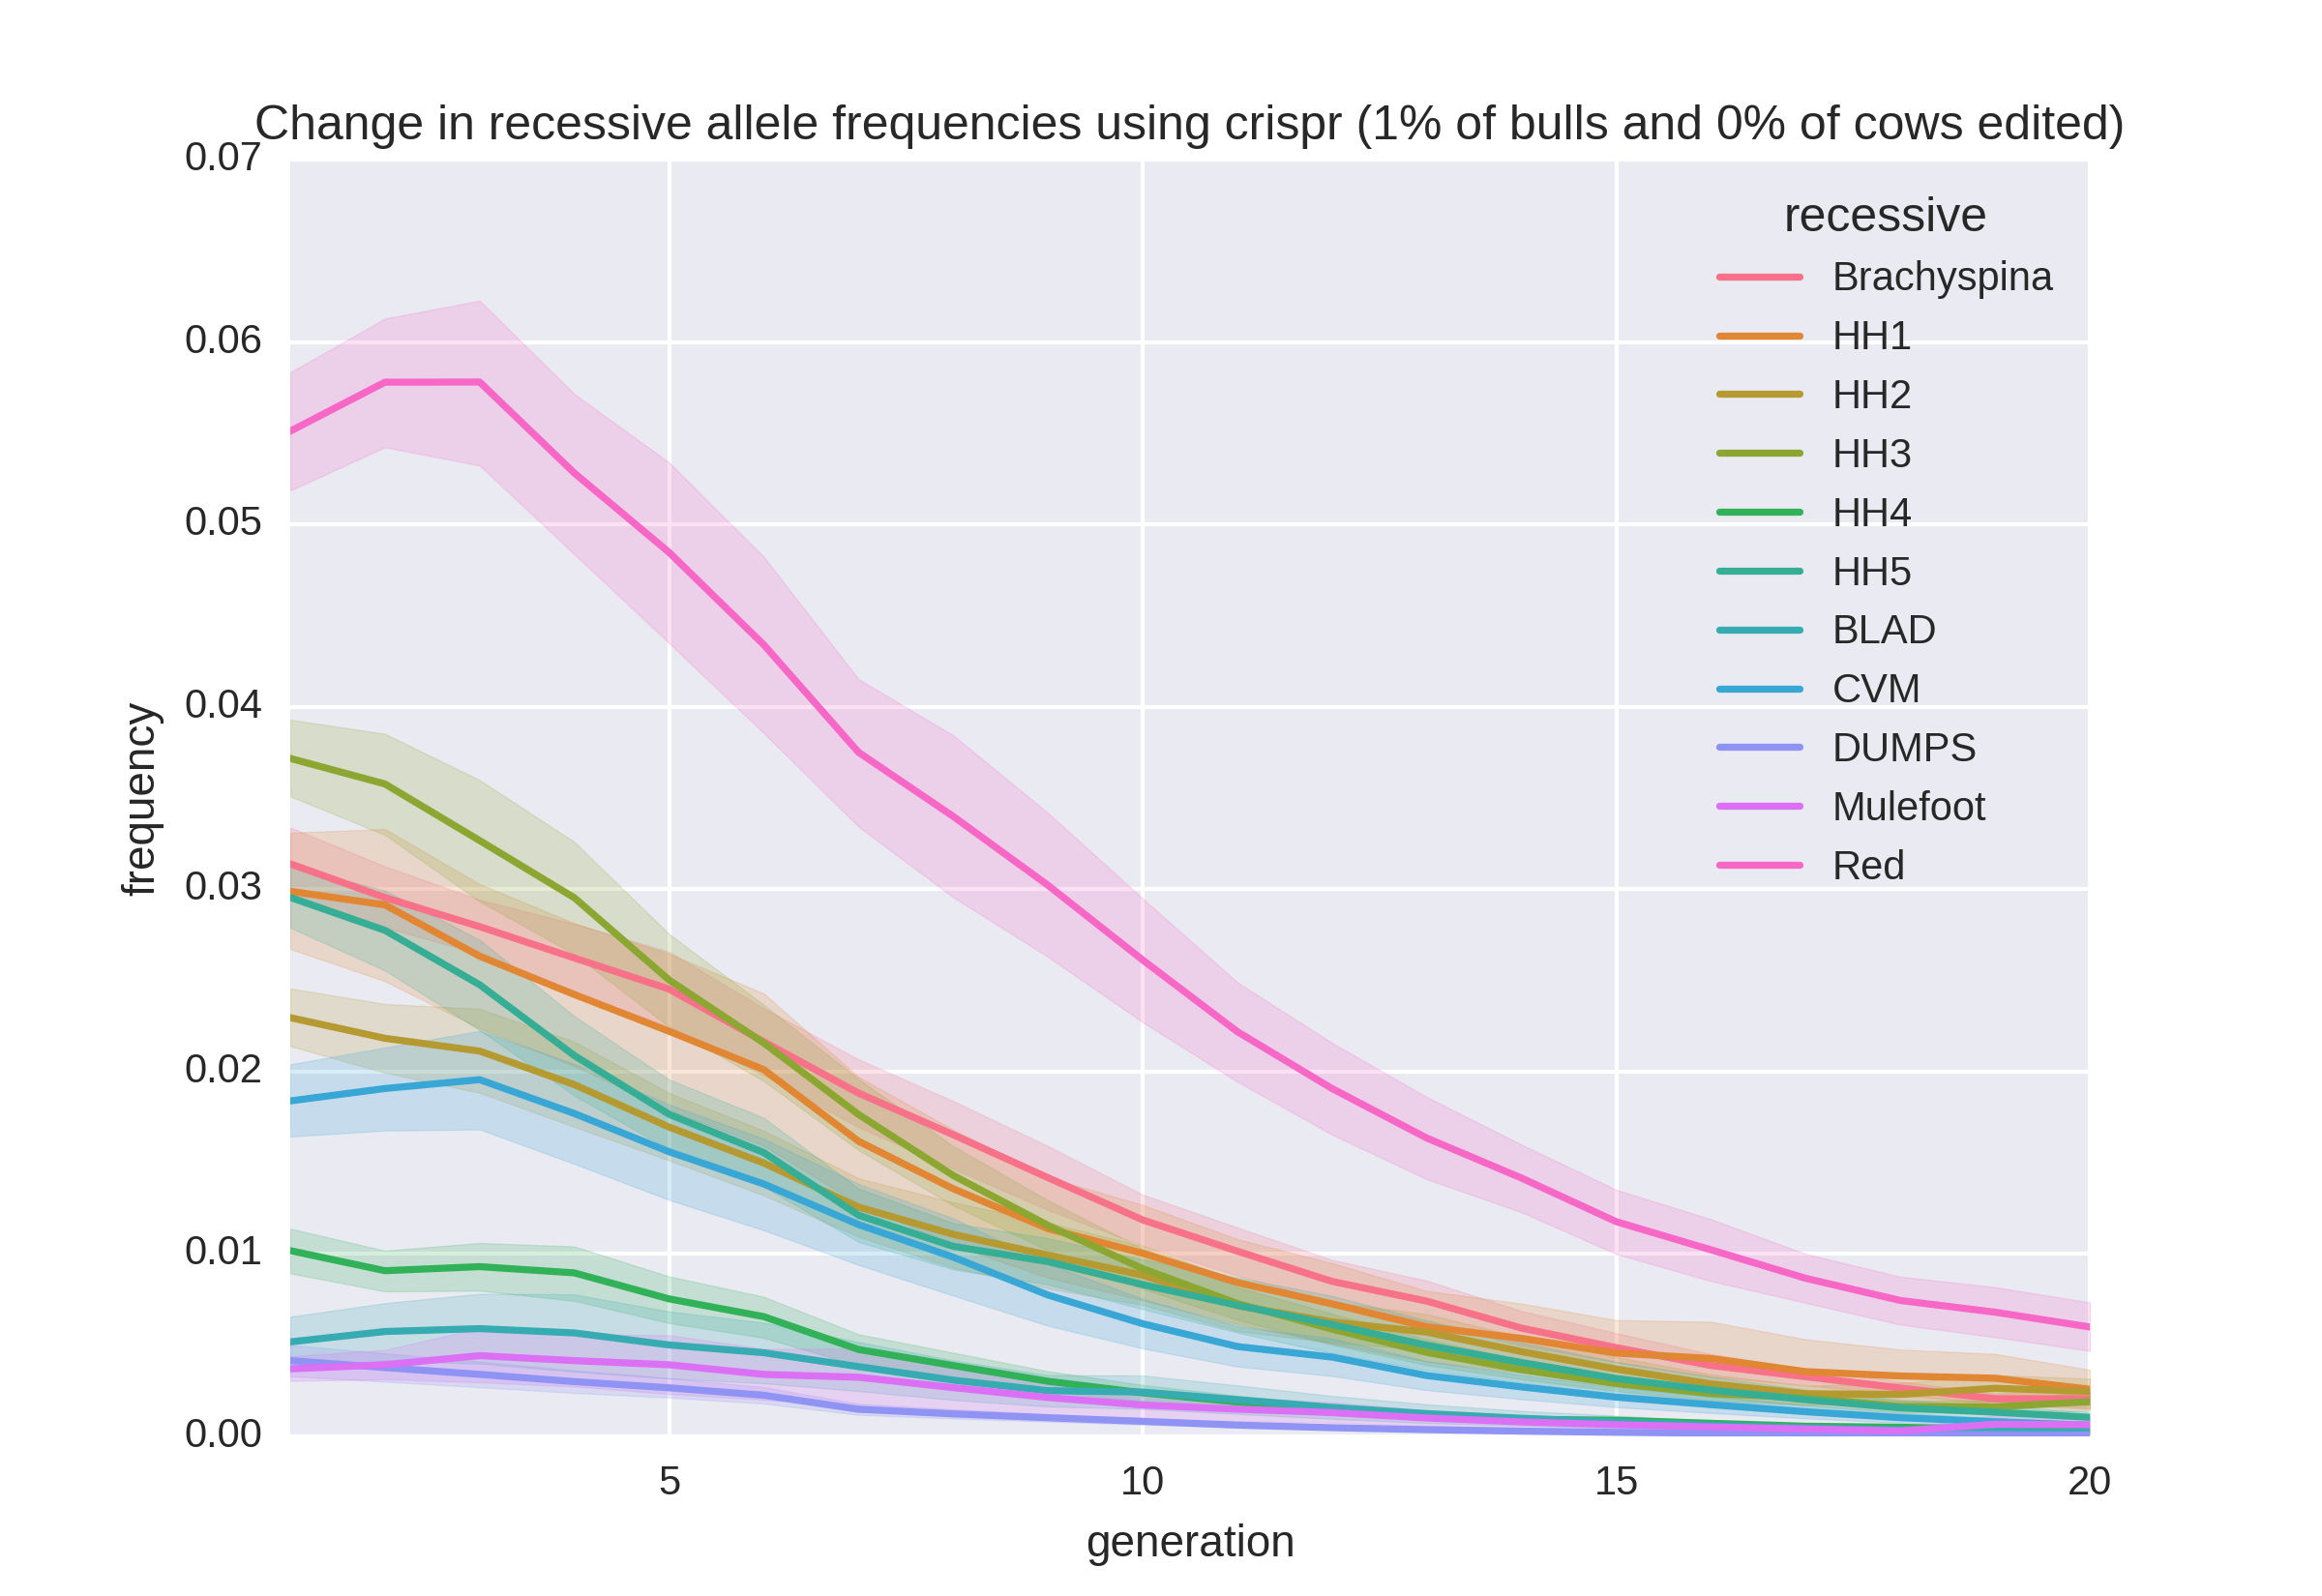 Change in recessive allele frequencies using crispr (1% of bulls and 0% of cows edited)
0.07
0.06
0.05
0.04
0.03
0.02
0.01
0.00
frequency
recessive
Brachyspina
HH1
HH2
HH3
HH4
HH5
BLAD
CVM
DUMPS
Mulefoot
Red
5
10
15
20
generation